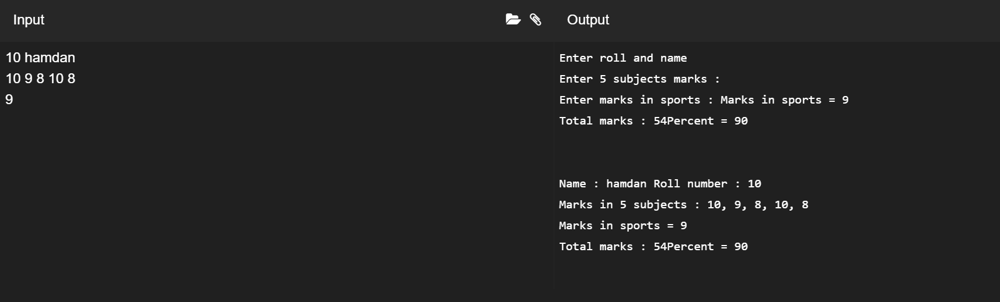 Input
10 hamdan
10 9 8 10 8
9
Output
Enter roll and name
Enter 5 subjects marks :
Enter marks in sports : Marks in sports = 9
Total marks : 54Percent = 90
Name : hamdan Roll number : 10
Marks in 5 subjects : 10, 9, 8, 10, 8
Marks in sports = 9
Total marks : 54Percent = 90